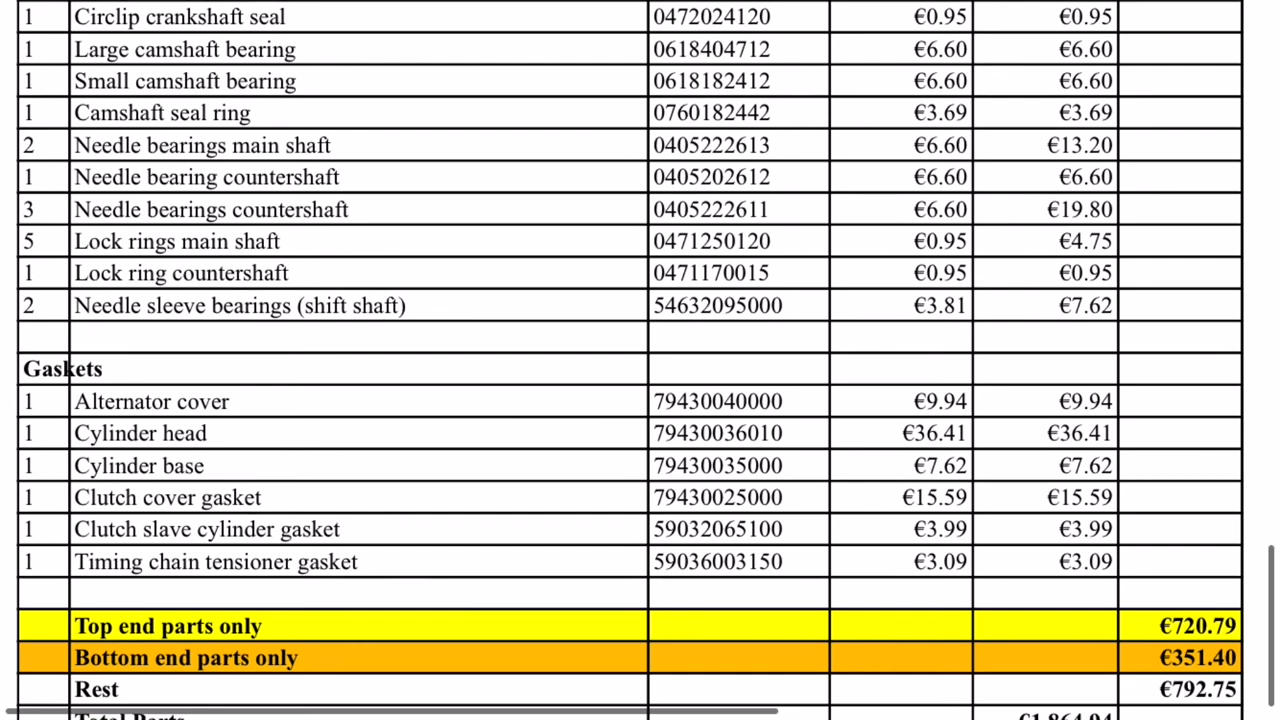 1 Circlip crankshaft seal 0472024120 €0.95 €0.95
1 Large camshaft bearing 0618404712 €6.60 €6.60
1 Small camshaft bearing 0618182412 €6.60 €6.60
1 Camshaft seal ring 0760182442 €3.69 €3.69
2 Needle bearings main shaft 0405222613 €6.60 €13.20
1 Needle bearing countershaft 0405202612 €6.60 €6.60
3 Needle bearings countershaft 0405222611 €6.60 €19.80
5 Lock rings main shaft 0471250120 €0.95 €4.75
1 Lock ring countershaft 0471170015 €0.95 €0.95
2 Needle sleeve bearings (shift shaft) 54632095000 €3.81 €7.62
Gaskets
1 Alternator cover 79430040000 €9.94 €9.94
1 Cylinder head 79430036010 €36.41 €36.41
1 Cylinder base 79430035000 €7.62 €7.62
1 Clutch cover gasket 79430025000 €15.59 €15.59
1 Clutch slave cylinder gasket 59032065100 €3.99 €3.99
1 Timing chain tensioner gasket 59036003150 €3.09 €3.09
Top end parts only €720.79
Bottom end parts only €351.40
Rest €792.75
Total Parts €1,864.94